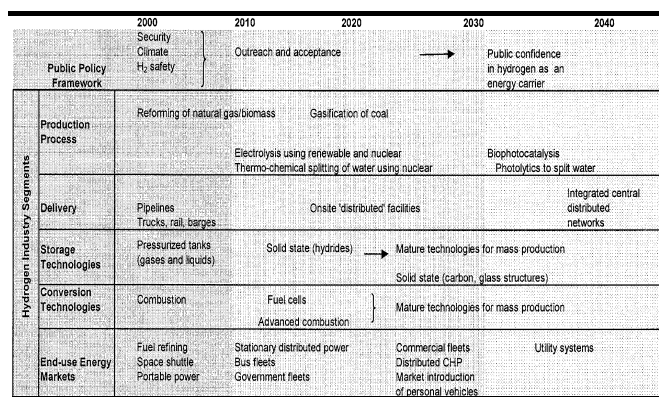 2000 2010 2020 2030 2040
Public Policy
Framework
Security
Climate
H₂ safety
Outreach and acceptance
Public confidence
in hydrogen as an
energy carrier
Hydrogen Industry Segments
Production
Process
Reforming of natural gas/biomass
Gasification of coal
Electrolysis using renewable and nuclear
Thermo-chemical splitting of water using nuclear
Biophotocatalysis
Photolytics to split water
Delivery
Pipelines
Trucks, rail, barges
Onsite 'distributed' facilities
Integrated central
distributed
networks
Storage
Technologies
Pressurized tanks
(gases and liquids)
Solid state (hydrides)
Mature technologies for mass production
Solid state (carbon, glass structures)
Conversion
Technologies
Combustion
Fuel cells
Advanced combustion
Mature technologies for mass production
End-use Energy
Markets
Fuel refining
Space shuttle
Portable power
Stationary distributed power
Bus fleets
Government fleets
Commercial fleets
Distributed CHP
Market introduction
of personal vehicles
Utility systems